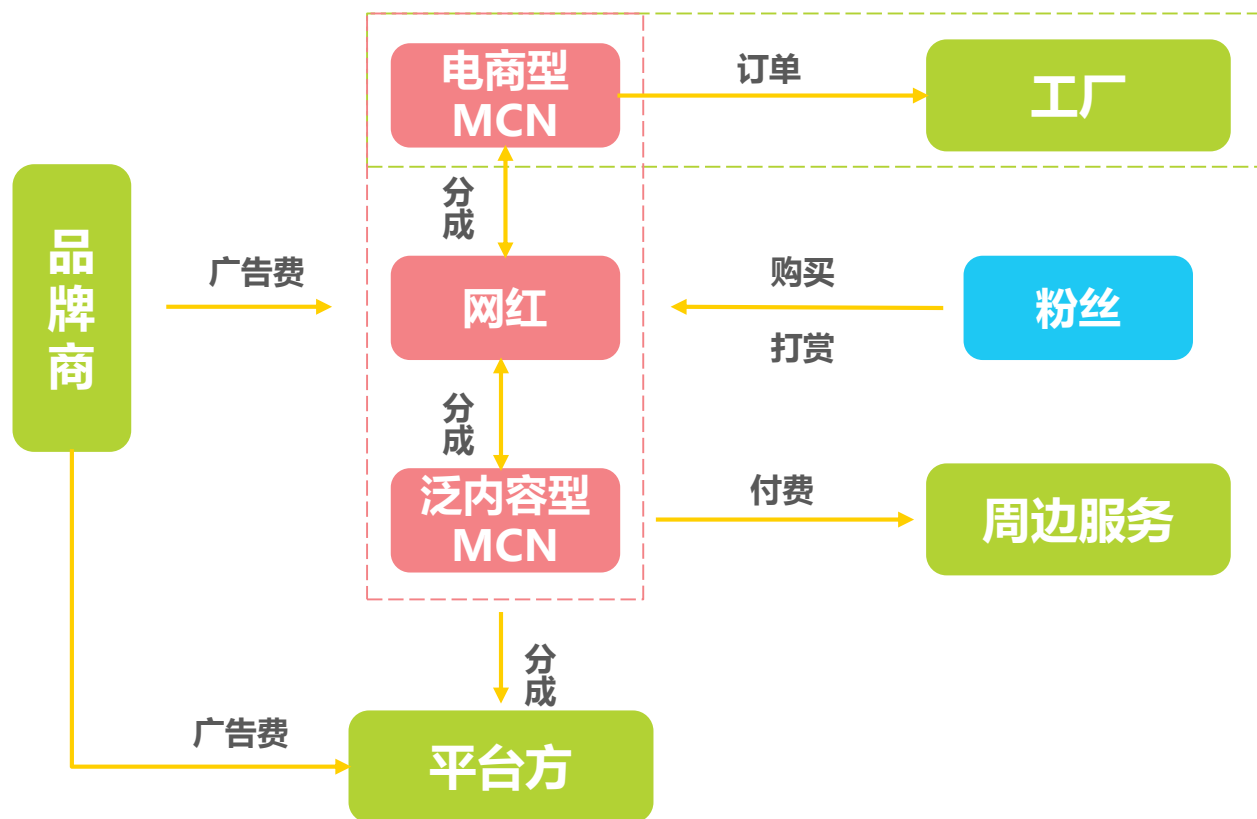 电商型
MCN
订单
工厂
分
成
品
牌
商
广告费
网红
购买
打赏
粉丝
分
成
泛内容型
MCN
付费
周边服务
分
成
广告费
平台方